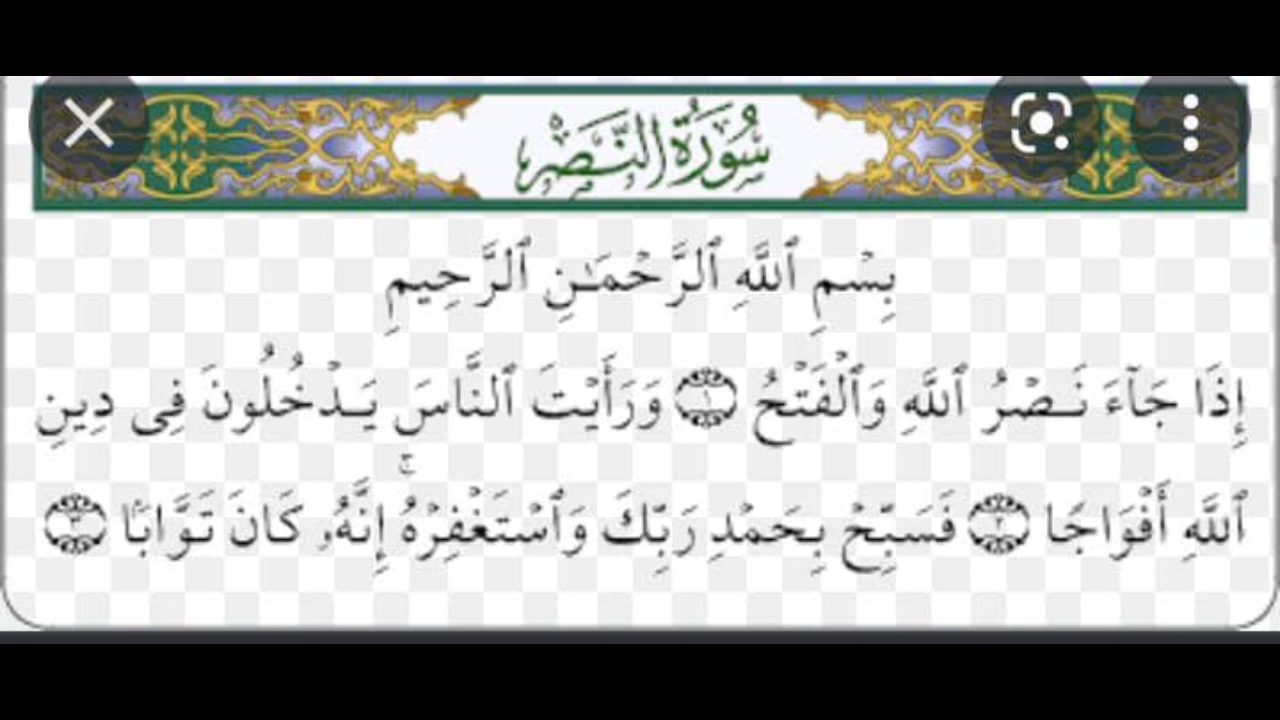 سُورَةُ النَّصْرِ
بِسْمِ ٱللَّهِ ٱلرَّحْمَـٰنِ ٱلرَّحِيمِ
إِذَا جَآءَ نَصْرُ ٱللَّهِ وَٱلْفَتْحُ ١ وَرَأَيْتَ ٱلنَّاسَ يَدْخُلُونَ فِى دِينِ
ٱللَّهِ أَفْوَاجًا ٢ فَسَبِّحْ بِحَمْدِ رَبِّكَ وَٱسْتَغْفِرْهُ ۚ إِنَّهُۥ كَانَ تَوَّابًۢا ٣